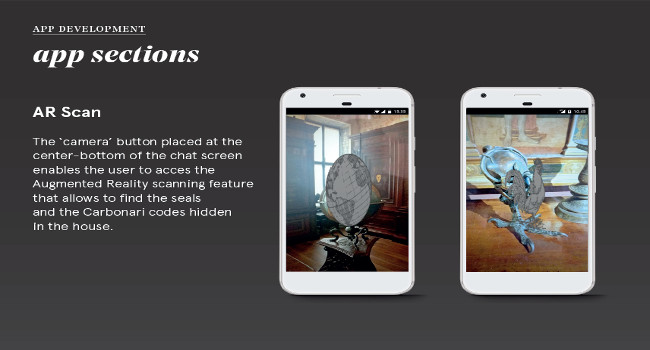 APP DEVELOPMENT
app sections
AR Scan
The ‘camera’ button placed at the
center-bottom of the chat screen
enables the user to acces the
Augmented Reality scanning feature
that allows to find the seals
and the Carbonari codes hidden
in the house.